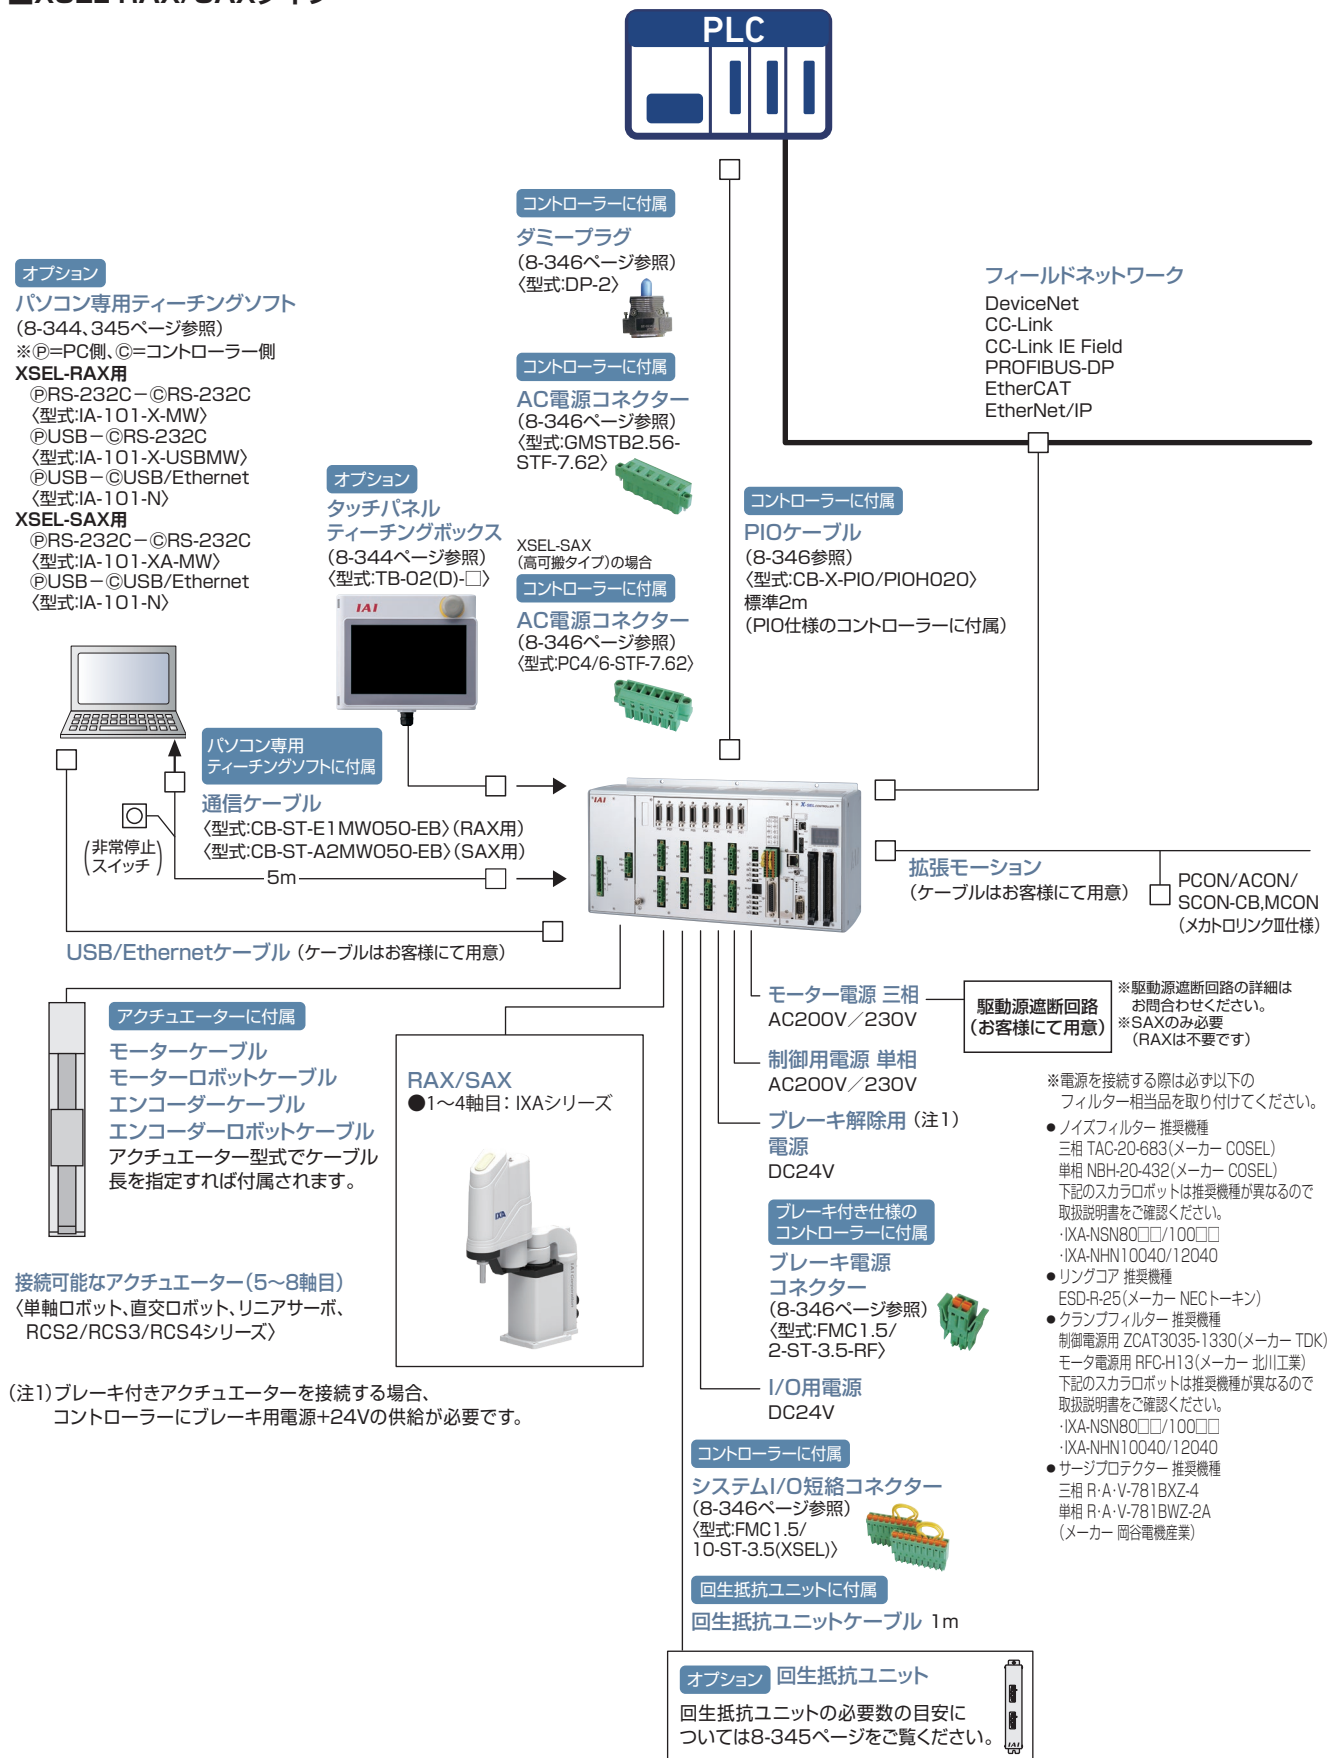 PLC
コントローラーに付属
ダミープラグ
(8-346ページ参照)
〈型式:DP-2〉
オプション
パソコン専用ティーチングソフト
(8-344、345ページ参照)
※Ⓟ=PC側、Ⓒ=コントローラー側
XSEL-RAX用
ⓅRS-232C－ⒸRS-232C
〈型式:IA-101-X-MW〉
ⓅUSB－ⒸRS-232C
〈型式:IA-101-X-USBMW〉
ⓅUSB－ⒸUSB/Ethernet
〈型式:IA-101-N〉
XSEL-SAX用
ⓅRS-232C－ⒸRS-232C
〈型式:IA-101-XA-MW〉
ⓅUSB－ⒸUSB/Ethernet
〈型式:IA-101-N〉
フィールドネットワーク
DeviceNet
CC-Link
CC-Link IE Field
PROFIBUS-DP
EtherCAT
EtherNet/IP
コントローラーに付属
AC電源コネクター
(8-346ページ参照)
〈型式:GMSTB2.56-
STF-7.62〉
オプション
タッチパネル
ティーチングボックス
(8-344ページ参照)
〈型式:TB-02(D)-□〉
IAI
XSEL-SAX
(高可搬タイプ)の場合
コントローラーに付属
AC電源コネクター
(8-346ページ参照)
〈型式:PC4/6-STF-7.62〉
コントローラーに付属
PIOケーブル
(8-346参照)
〈型式:CB-X-PIO/PIOH020〉
標準2m
(PIO仕様のコントローラーに付属)
パソコン専用
ティーチングソフトに付属
通信ケーブル
〈型式:CB-ST-E1MW050-EB〉(RAX用)
〈型式:CB-ST-A2MW050-EB〉(SAX用)
(非常停止
スイッチ)
5m
IAI
拡張モーション
(ケーブルはお客様にて用意)
PCON/ACON/
SCON-CB,MCON
(メカトロリンクⅢ仕様)
USB/Ethernetケーブル (ケーブルはお客様にて用意)
アクチュエーターに付属
モーターケーブル
モーターロボットケーブル
エンコーダーケーブル
エンコーダーロボットケーブル
アクチュエーター型式でケーブル
長を指定すれば付属されます。
接続可能なアクチュエーター(5～8軸目)
〈単軸ロボット、直交ロボット、リニアサーボ、
RCS2/RCS3/RCS4シリーズ〉
RAX/SAX
●1～4軸目: IXAシリーズ
IXA
(注1)ブレーキ付きアクチュエーターを接続する場合、
コントローラーにブレーキ用電源+24Vの供給が必要です。
モーター電源 三相
AC200V／230V
駆動源遮断回路
(お客様にて用意)
※駆動源遮断回路の詳細は
お問合わせください。
※SAXのみ必要
(RAXは不要です)
制御用電源 単相
AC200V／230V
ブレーキ解除用 (注1)
電源
DC24V
ブレーキ付き仕様の
コントローラーに付属
ブレーキ電源
コネクター
(8-346ページ参照)
〈型式:FMC1.5/
2-ST-3.5-RF〉
I/O用電源
DC24V
コントローラーに付属
システムI/O短絡コネクター
(8-346ページ参照)
〈型式:FMC1.5/
10-ST-3.5(XSEL)〉
回生抵抗ユニットに付属
回生抵抗ユニットケーブル 1m
オプション 回生抵抗ユニット
回生抵抗ユニットの必要数の目安に
ついては8-345ページをご覧ください。
IAI
※電源を接続する際は必ず以下の
フィルター相当品を取り付けてください。
●ノイズフィルター 推奨機種
三相 TAC-20-683(メーカー COSEL)
単相 NBH-20-432(メーカー COSEL)
下記のスカラロボットは推奨機種が異なるので
取扱説明書をご確認ください。
・IXA-NSN80□□/100□□
・IXA-NHN10040/12040
●リングコア 推奨機種
ESD-R-25(メーカー NECトーキン)
●クランプフィルター 推奨機種
制御電源用 ZCAT3035-1330(メーカー TDK)
モータ電源用 RFC-H13(メーカー 北川工業)
下記のスカラロボットは推奨機種が異なるので
取扱説明書をご確認ください。
・IXA-NSN80□□/100□□
・IXA-NHN10040/12040
●サージプロテクター 推奨機種
三相 R・A・V-781BXZ-4
単相 R・A・V-781BWZ-2A
(メーカー 岡谷電機産業)